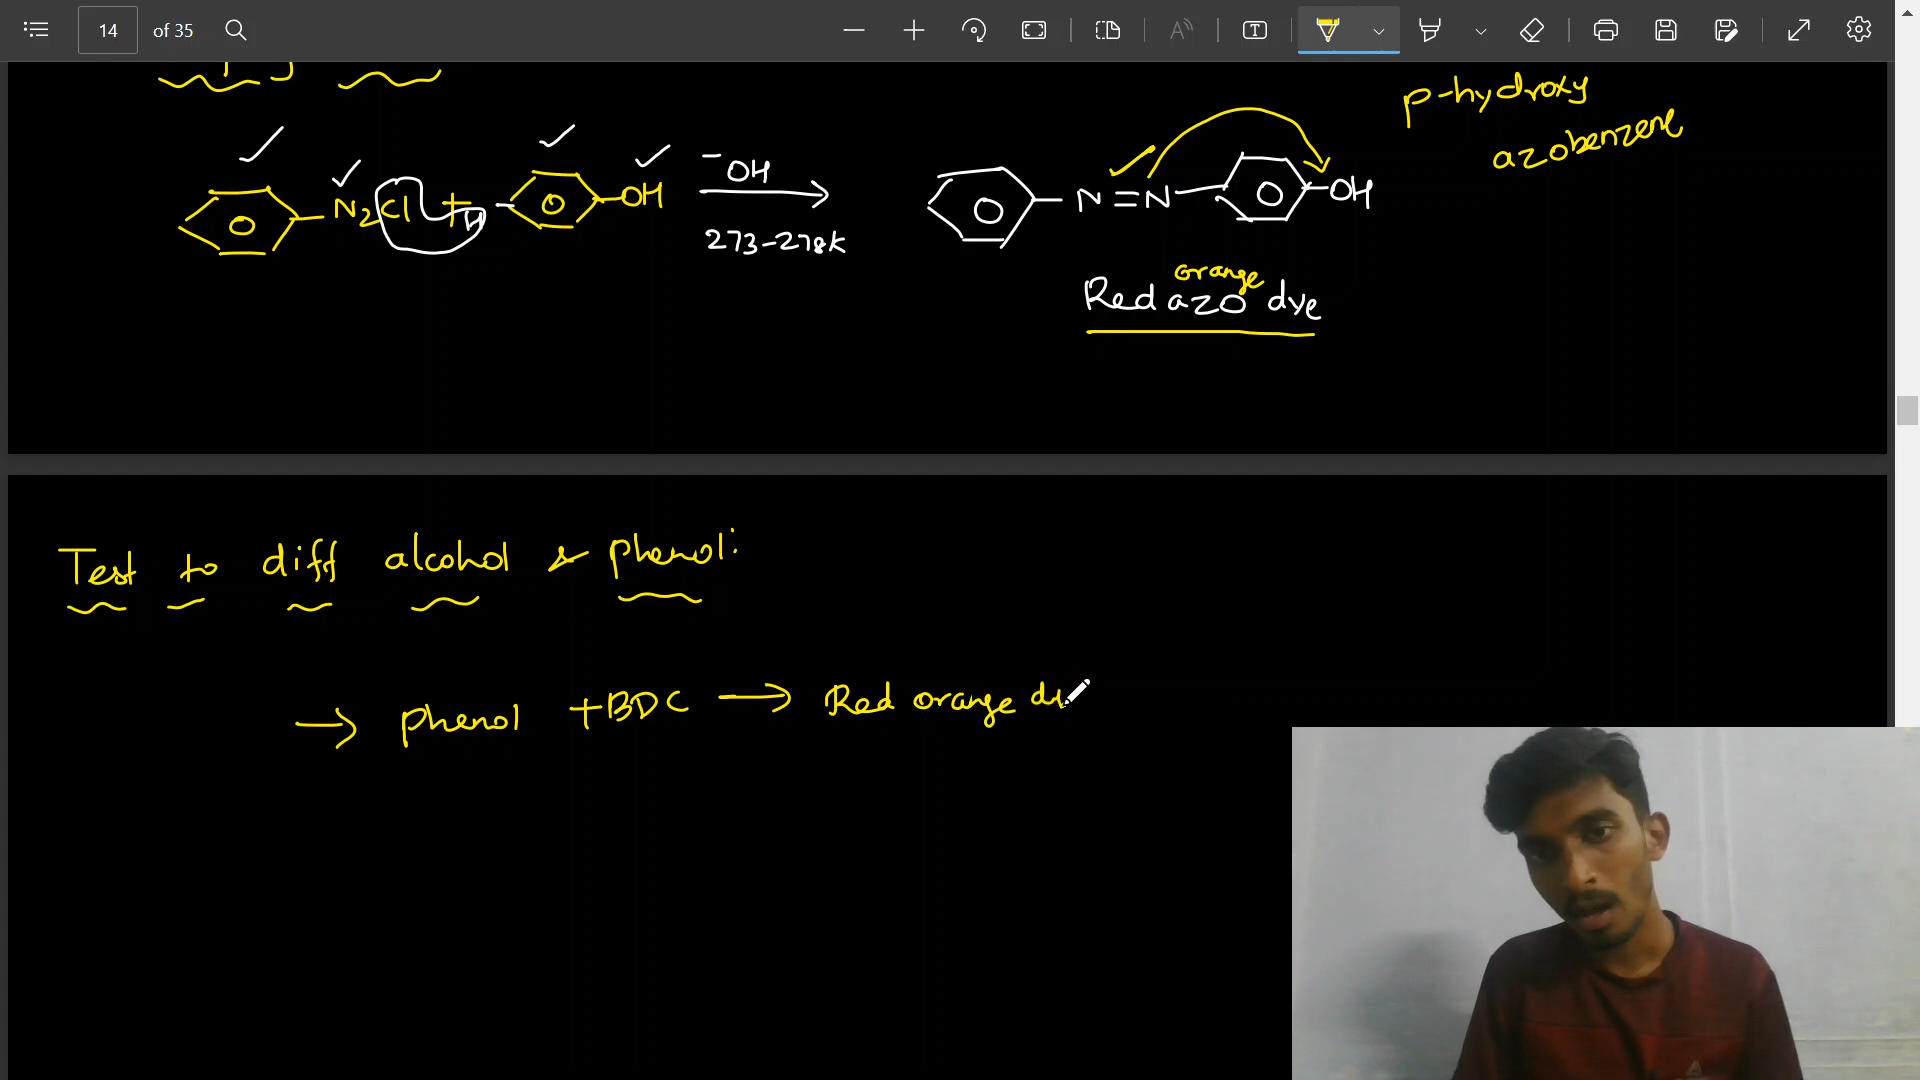 14 of 35
p-hydroxy
azobenzene
N2Cl + H OH
-OH
273-278k
N=N OH
orange
Red azo dye
Test to diff alcohol & phenol:
→ phenol +BDC → Red orange dy